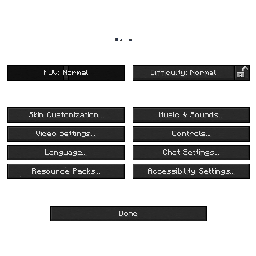 FOV: Normal
Difficulty: Normal
Skin Customization...
Music & Sounds...
Video Settings...
Controls...
Language...
Chat Settings...
Resource Packs...
Accessibility Settings...
Done